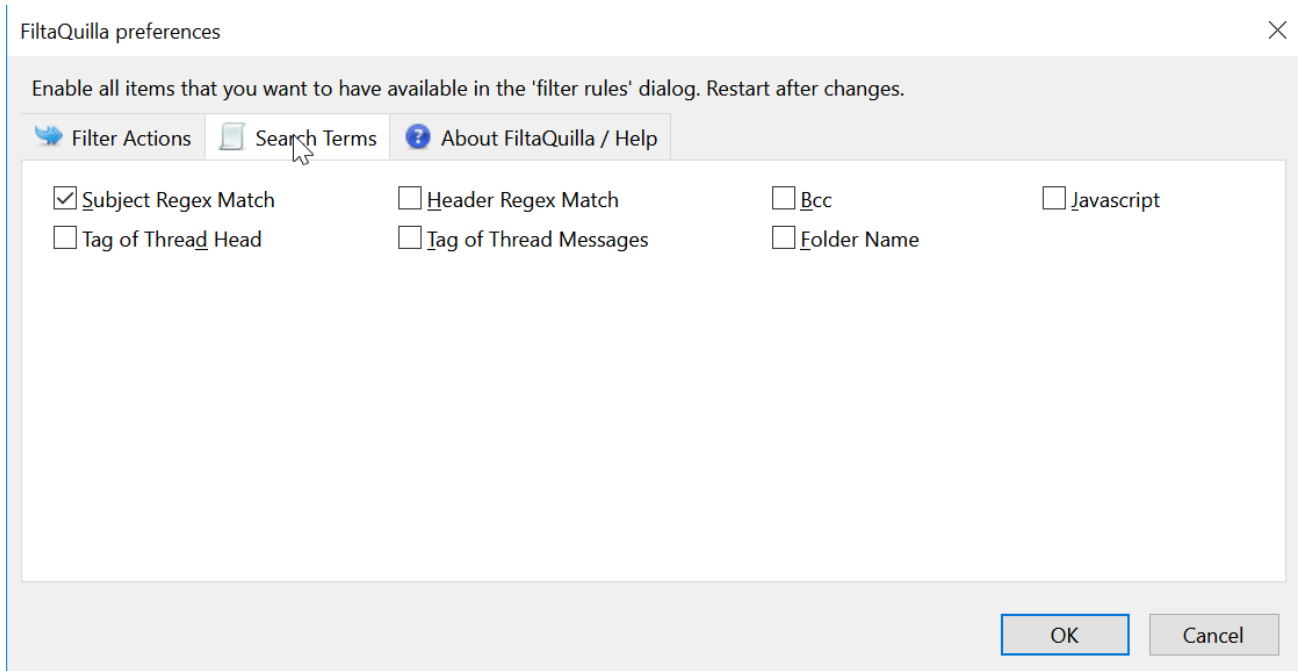 FiltaQuilla preferences
Enable all items that you want to have available in the 'filter rules' dialog. Restart after changes.
Filter Actions Search Terms About FiltaQuilla / Help
Subject Regex Match Header Regex Match Bcc Javascript
Tag of Thread Head Tag of Thread Messages Folder Name
OK Cancel